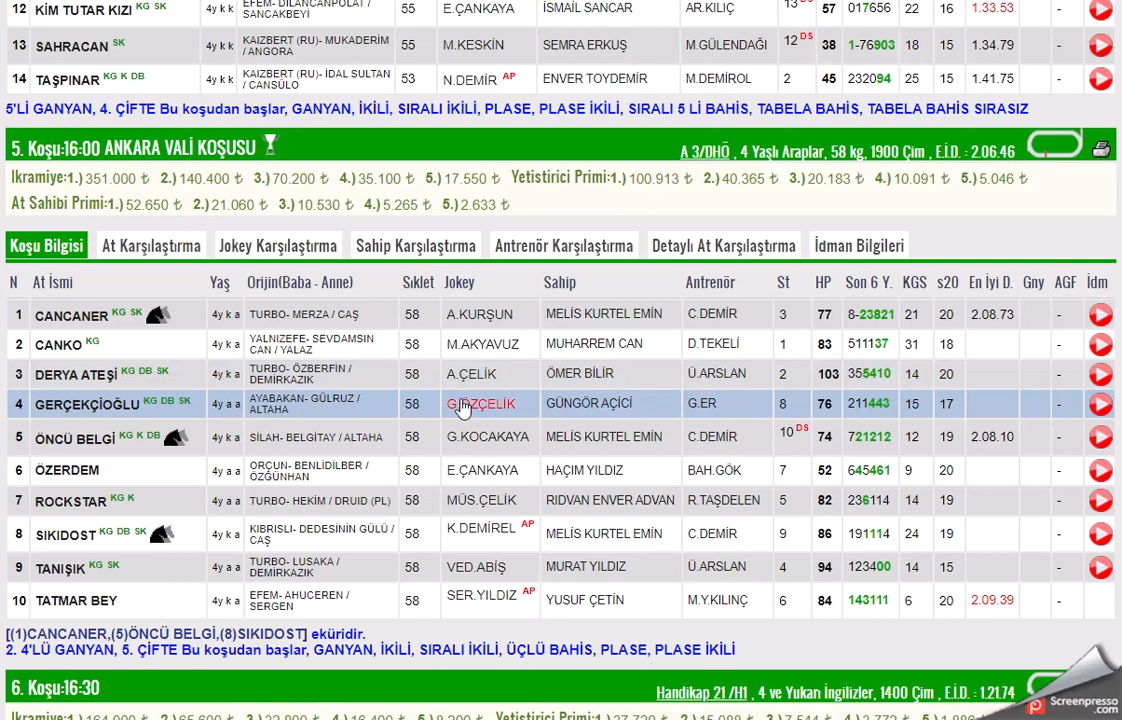 12 KİM TUTAR KIZI KG SK 4y k k EFEM- DİLANCANPOLAT / SANCAKBEYİ 55 E.ÇANKAYA İSMAİL SANCAR AR.KILIÇ 13 DS 57 017656 22 16 1.33.53 -
13 SAHRACAN SK 4y k k KAIZBERT (RU)- MUKADERİM / ANGORA 55 M.KESKİN SEMRA ERKUŞ M.GÜLENDAĞI 12 DS 38 1-76903 18 15 1.34.79 -
14 TAŞPINAR KG K DB 4y k k KAIZBERT (RU)- İDAL SULTAN / CANSÜLO 53 N.DEMİR AP ENVER TOYDEMİR M.DEMİROL 2 45 232094 25 15 1.41.75 -
5'Lİ GANYAN, 4. ÇİFTE Bu koşudan başlar, GANYAN, İKİLİ, SIRALI İKİLİ, PLASE, PLASE İKİLİ, SIRALI 5 Lİ BAHİS, TABELA BAHİS, TABELA BAHİS SIRASIZ
5. Koşu:16:00 ANKARA VALİ KOŞUSU A 3/DHÖ , 4 Yaşlı Araplar, 58 kg, 1900 Çim , E.İ.D. : 2.06.46
İkramiye:1.) 351.000 ₺ 2.) 140.400 ₺ 3.) 70.200 ₺ 4.) 35.100 ₺ 5.) 17.550 ₺ Yetistirici Primi:1.) 100.913 ₺ 2.) 40.365 ₺ 3.) 20.183 ₺ 4.) 10.091 ₺ 5.) 5.046 ₺
At Sahibi Primi:1.) 52.650 ₺ 2.) 21.060 ₺ 3.) 10.530 ₺ 4.) 5.265 ₺ 5.) 2.633 ₺
Koşu Bilgisi At Karşılaştırma Jokey Karşılaştırma Sahip Karşılaştırma Antrenör Karşılaştırma Detaylı At Karşılaştırma İdman Bilgileri
N At İsmi Yaş Orijin(Baba - Anne) Sıklet Jokey Sahip Antrenör St HP Son 6 Y. KGS s20 En İyi D. Gny AGF İdm
1 CANCANER KG SK 4y k a TURBO- MERZA / CAŞ 58 A.KURŞUN MELİS KURTEL EMİN C.DEMİR 3 77 8-23821 21 20 2.08.73 -
2 CANKO KG 4y k a YALNIZEFE- SEVDAMSIN CAN / YALAZ 58 M.AKYAVUZ MUHARREM CAN D.TEKELİ 1 83 511137 31 18 -
3 DERYA ATEŞİ KG DB SK 4y k a TURBO- ÖZBERFİN / DEMİRKAZIK 58 A.ÇELİK ÖMER BİLİR Ü.ARSLAN 2 103 355410 14 20 -
4 GERÇEKÇİOĞLU KG DB SK 4y a a AYABAKAN- GÜLRUZ / ALTAHA 58 G.ÖZÇELİK GÜNGÖR AÇİCİ G.ER 8 76 211443 15 17 -
5 ÖNCÜ BELGİ KG K DB 4y k a SİLAH- BELGİTAY / ALTAHA 58 G.KOCAKAYA MELİS KURTEL EMİN C.DEMİR 10 DS 74 721212 12 19 2.08.10 -
6 ÖZERDEM 4y a a ORÇUN- BENLİDİLBER / ÖZGÜNHAN 58 E.ÇANKAYA HAÇIM YILDIZ BAH.GÖK 7 52 645461 9 20 -
7 ROCKSTAR KG K 4y a a TURBO- HEKİM / DRUID (PL) 58 MÜS.ÇELİK RIDVAN ENVER ADVAN R.TAŞDELEN 5 82 236114 14 19 -
8 SIKIDOST KG DB SK 4y k a KIBRISLI- DEDESİNİN GÜLÜ / CAŞ 58 K.DEMİREL AP MELİS KURTEL EMİN C.DEMİR 9 86 191114 24 19 -
9 TANIŞIK KG SK 4y k a TURBO- LUSAKA / DEMİRKAZIK 58 VED.ABİŞ MURAT YILDIZ Ü.ARSLAN 4 94 123400 14 15 -
10 TATMAR BEY 4y k a EFEM- AHUCEREN / SERGEN 58 SER.YILDIZ AP YUSUF ÇETİN M.Y.KILINÇ 6 84 143111 6 20 2.09.39 -
[(1)CANCANER,(5)ÖNCÜ BELGİ,(8)SIKIDOST] eküridir.
2. 4'LÜ GANYAN, 5. ÇİFTE Bu koşudan başlar, GANYAN, İKİLİ, SIRALI İKİLİ, ÜÇLÜ BAHİS, PLASE, PLASE İKİLİ
6. Koşu:16:30 Handikap 21 /H1 , 4 ve Yukarı İngilizler, 1400 Çim , E.İ.D. : 1.21.74
Screenpresso
.com